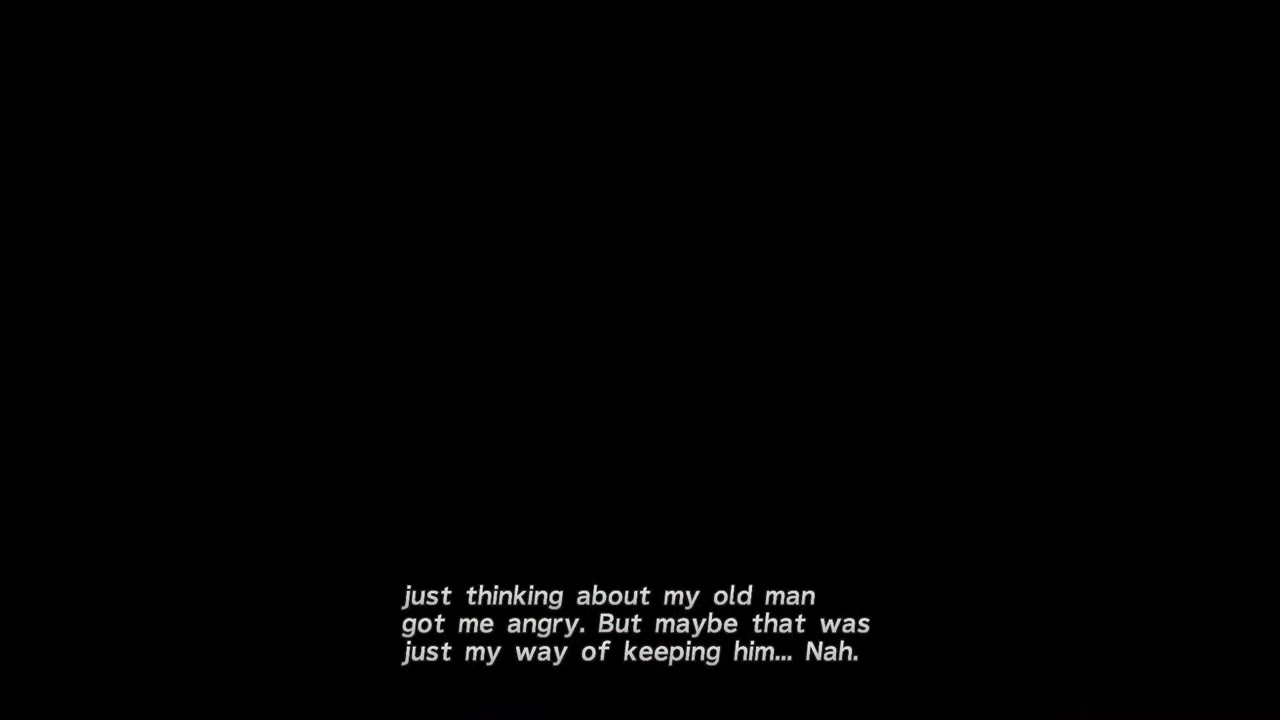 just thinking about my old man
got me angry. But maybe that was
just my way of keeping him... Nah.